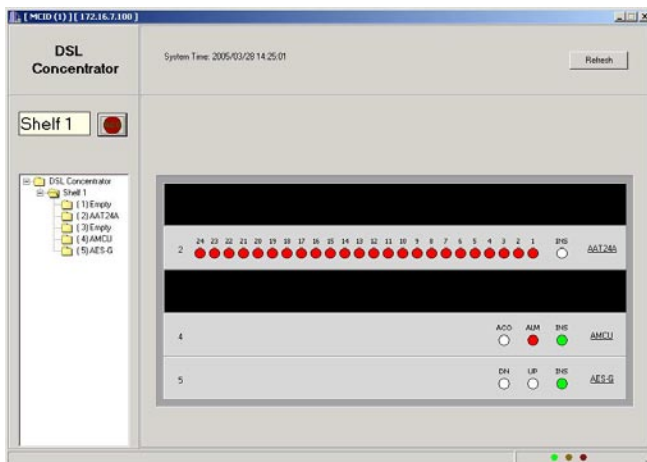 [ MCID (1) ] [ 172.16.7.100 ]
DSL
Concentrator
System Time: 2005/03/28 14:25:01
Refresh
Shelf 1
DSL Concentrator
Shelf 1
( 1 ) Empty
( 2 ) AAT24A
( 3 ) Empty
( 4 ) AMCU
( 5 ) AES-G
24 23 22 21 20 19 18 17 16 15 14 13 12 11 10 9 8 7 6 5 4 3 2 1 INS
2 AAT24A
ACO ALM INS
4 AMCU
DN UP INS
5 AES-G